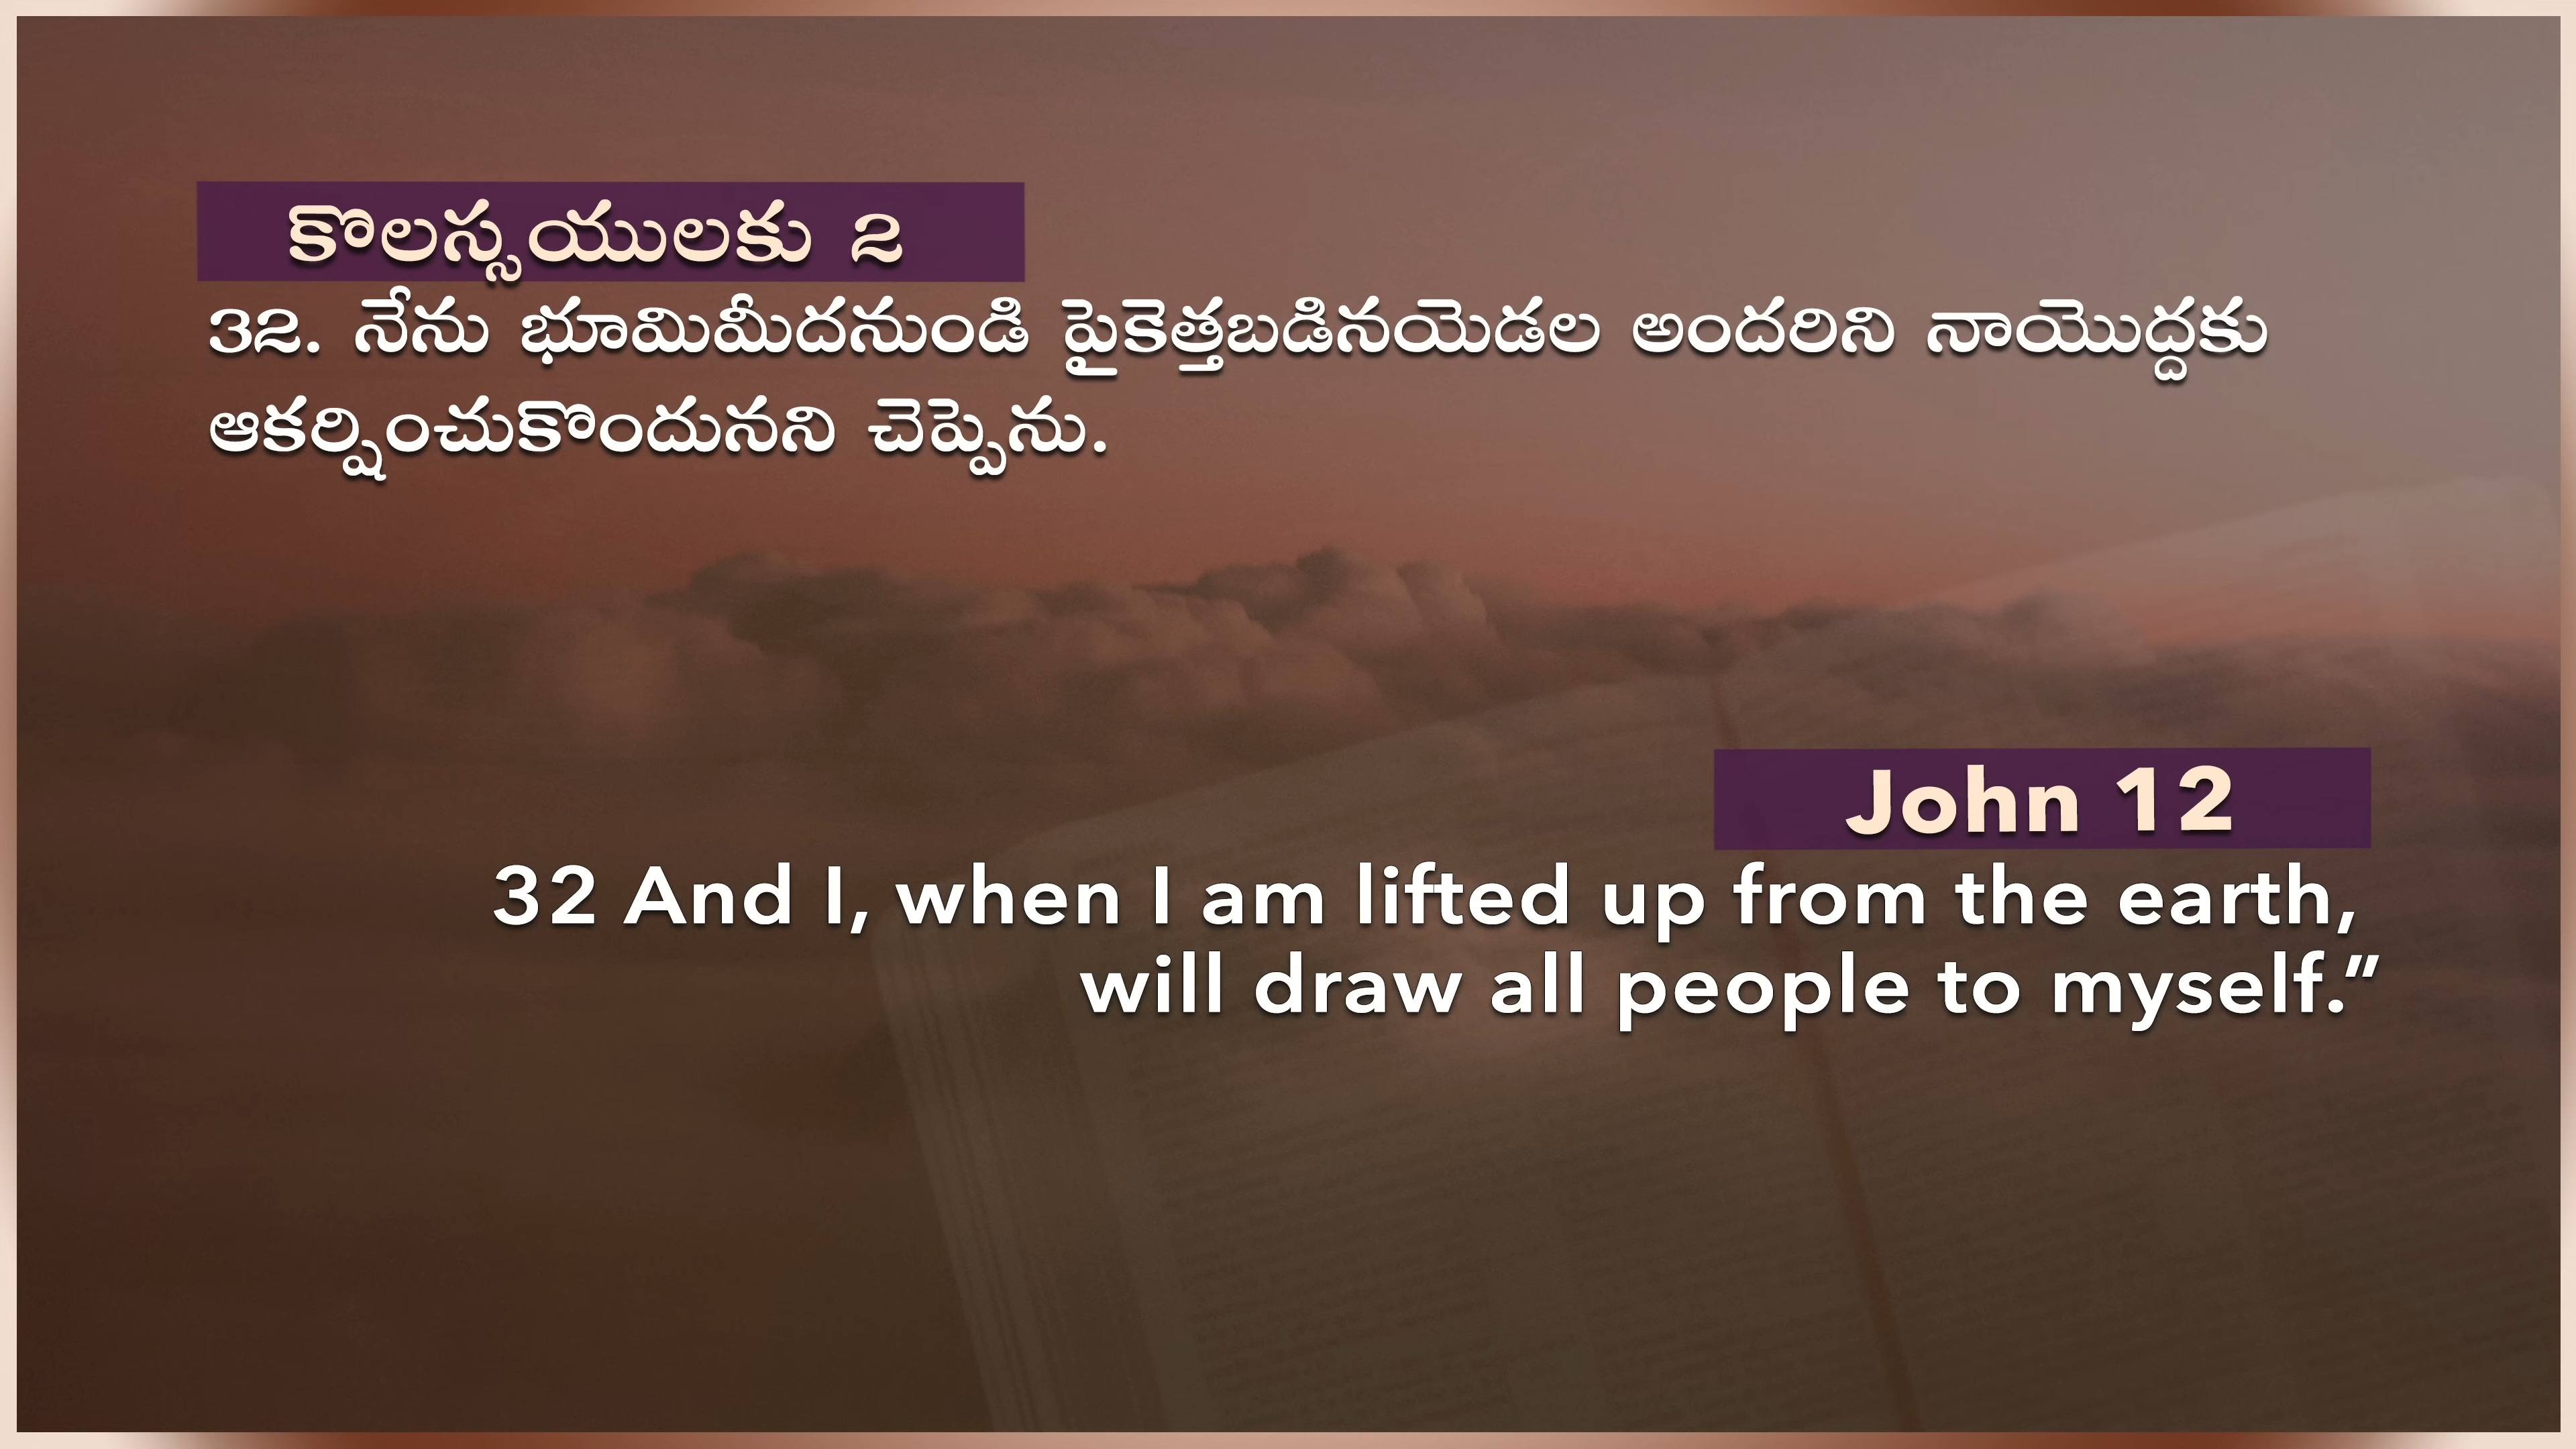 కొలస్సయులకు 2
32. నేను భూమిమీదనుండి పైకెత్తబడినయెడల అందరిని నాయొద్దకు
ఆకర్షించుకొందునని చెప్పెను.
John 12
32 And I, when I am lifted up from the earth,
will draw all people to myself.”